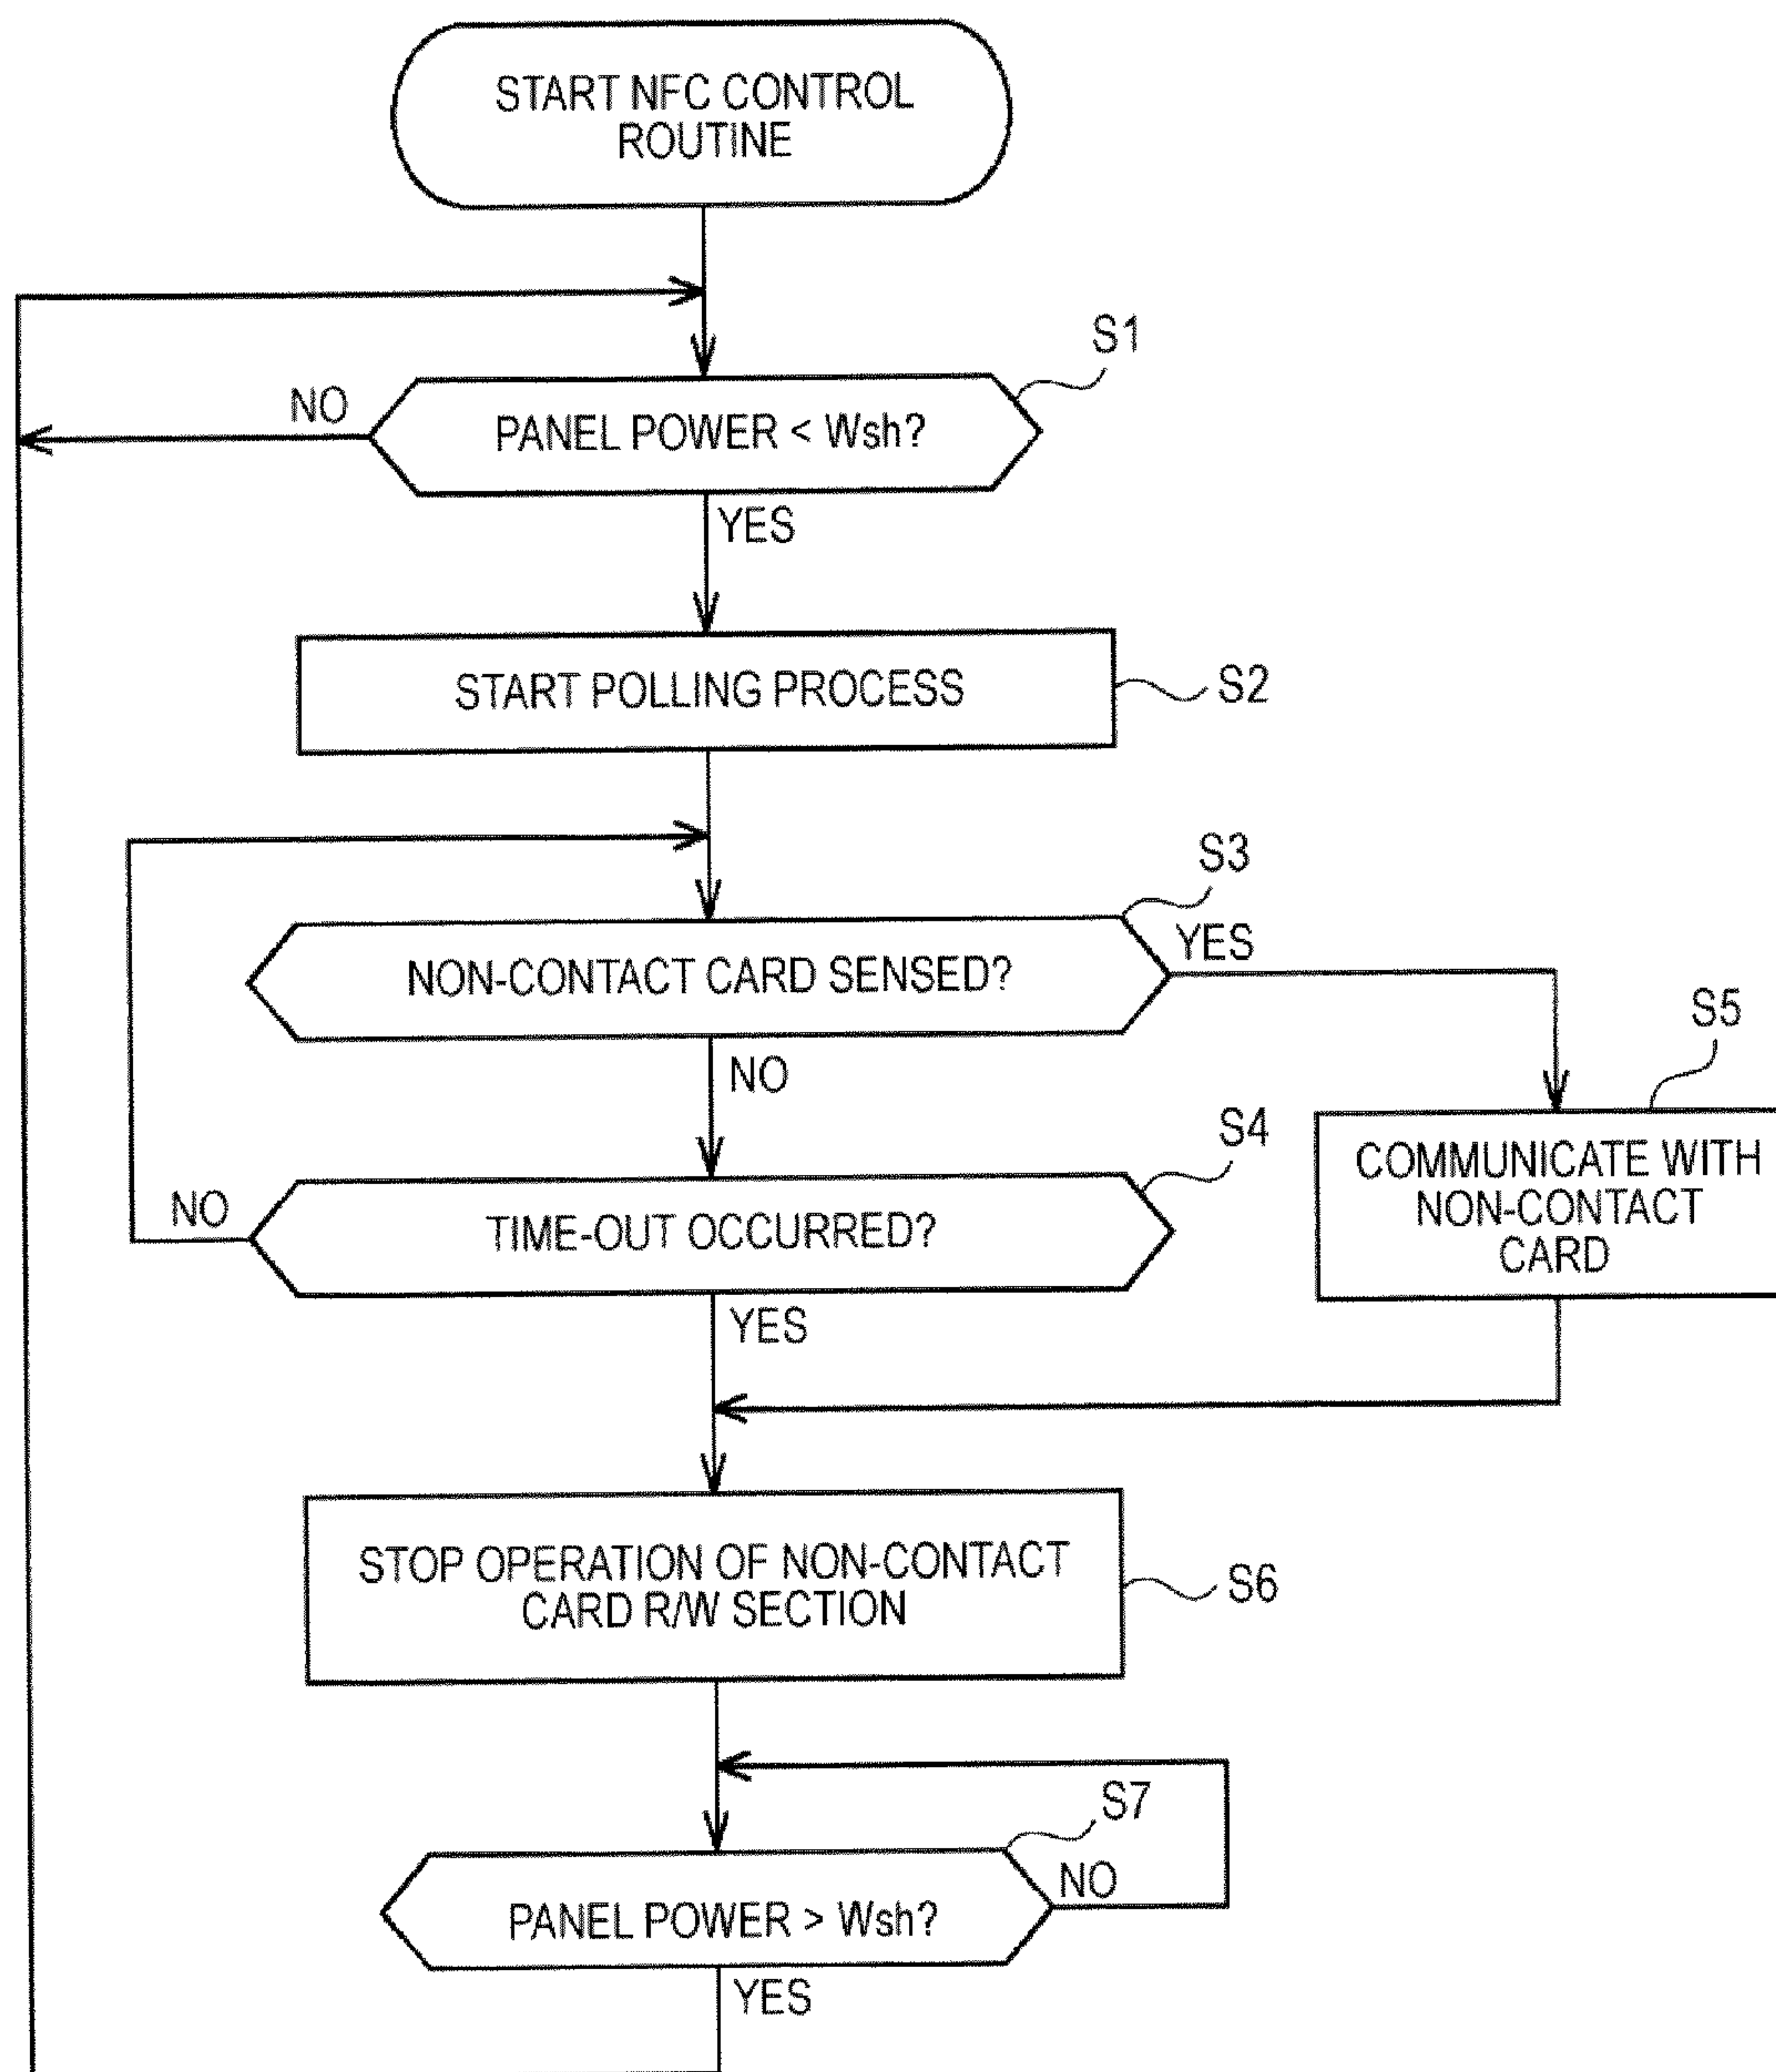 START NFC CONTROL
ROUTINE
S1
NO
PANEL POWER < Wsh?
YES
START POLLING PROCESS
S2
S3
NON-CONTACT CARD SENSED?
YES
S5
NO
S4
COMMUNICATE WITH
NON-CONTACT
CARD
NO
TIME-OUT OCCURRED?
YES
STOP OPERATION OF NON-CONTACT
CARD R/W SECTION
S6
S7
NO
PANEL POWER > Wsh?
YES